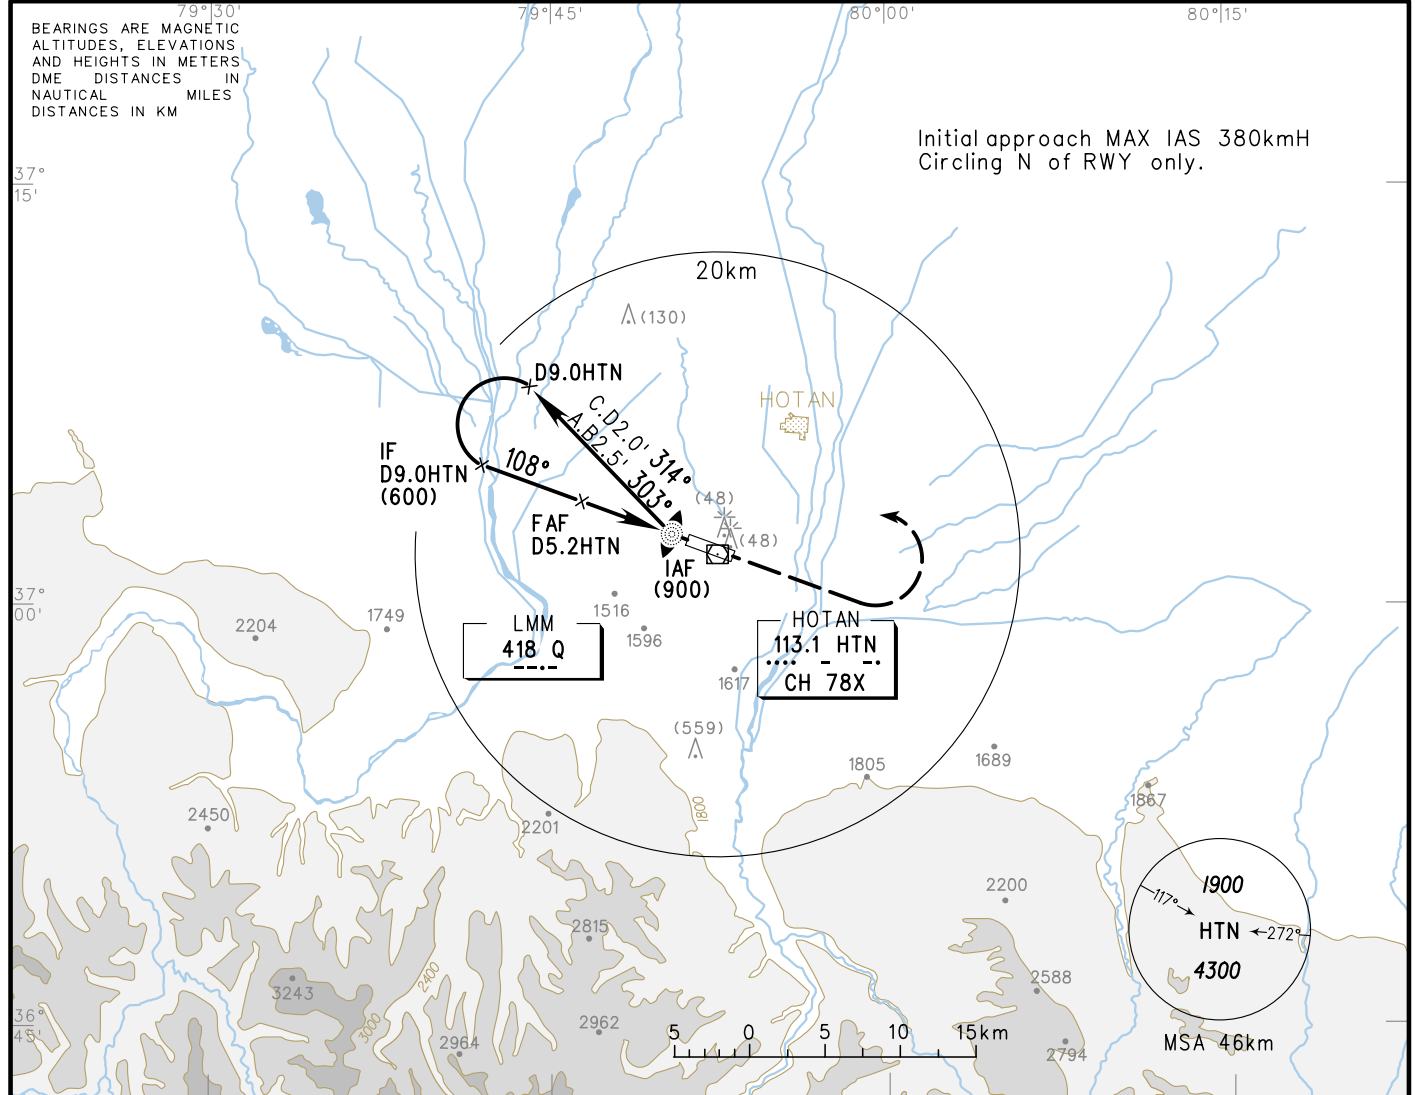 79°30'
79°45'
80°00'
80°15'
BEARINGS ARE MAGNETIC
ALTITUDES, ELEVATIONS
AND HEIGHTS IN METERS
DME DISTANCES IN
NAUTICAL MILES
DISTANCES IN KM
Initial approach MAX IAS 380kmH
Circling N of RWY only.
37°
15'
20km
(130)
D9.0HTN
C.D2.0' 314°
A.B2.5' 303°
HOTAN
IF
D9.0HTN
(600)
108°
(48)
FAF
D5.2HTN
(48)
IAF
(900)
37°
00'
2204
1749
1516
1596
LMM
418 Q
HOTAN
113.1 HTN
CH 78X
1617
(559)
1689
1805
1867
1800
2450
2201
1900
117°
HTN
272°
4300
2200
2815
2400
3243
2588
3000
2962
2964
2794
36°
45'
5 0 5 10 15km
MSA 46km